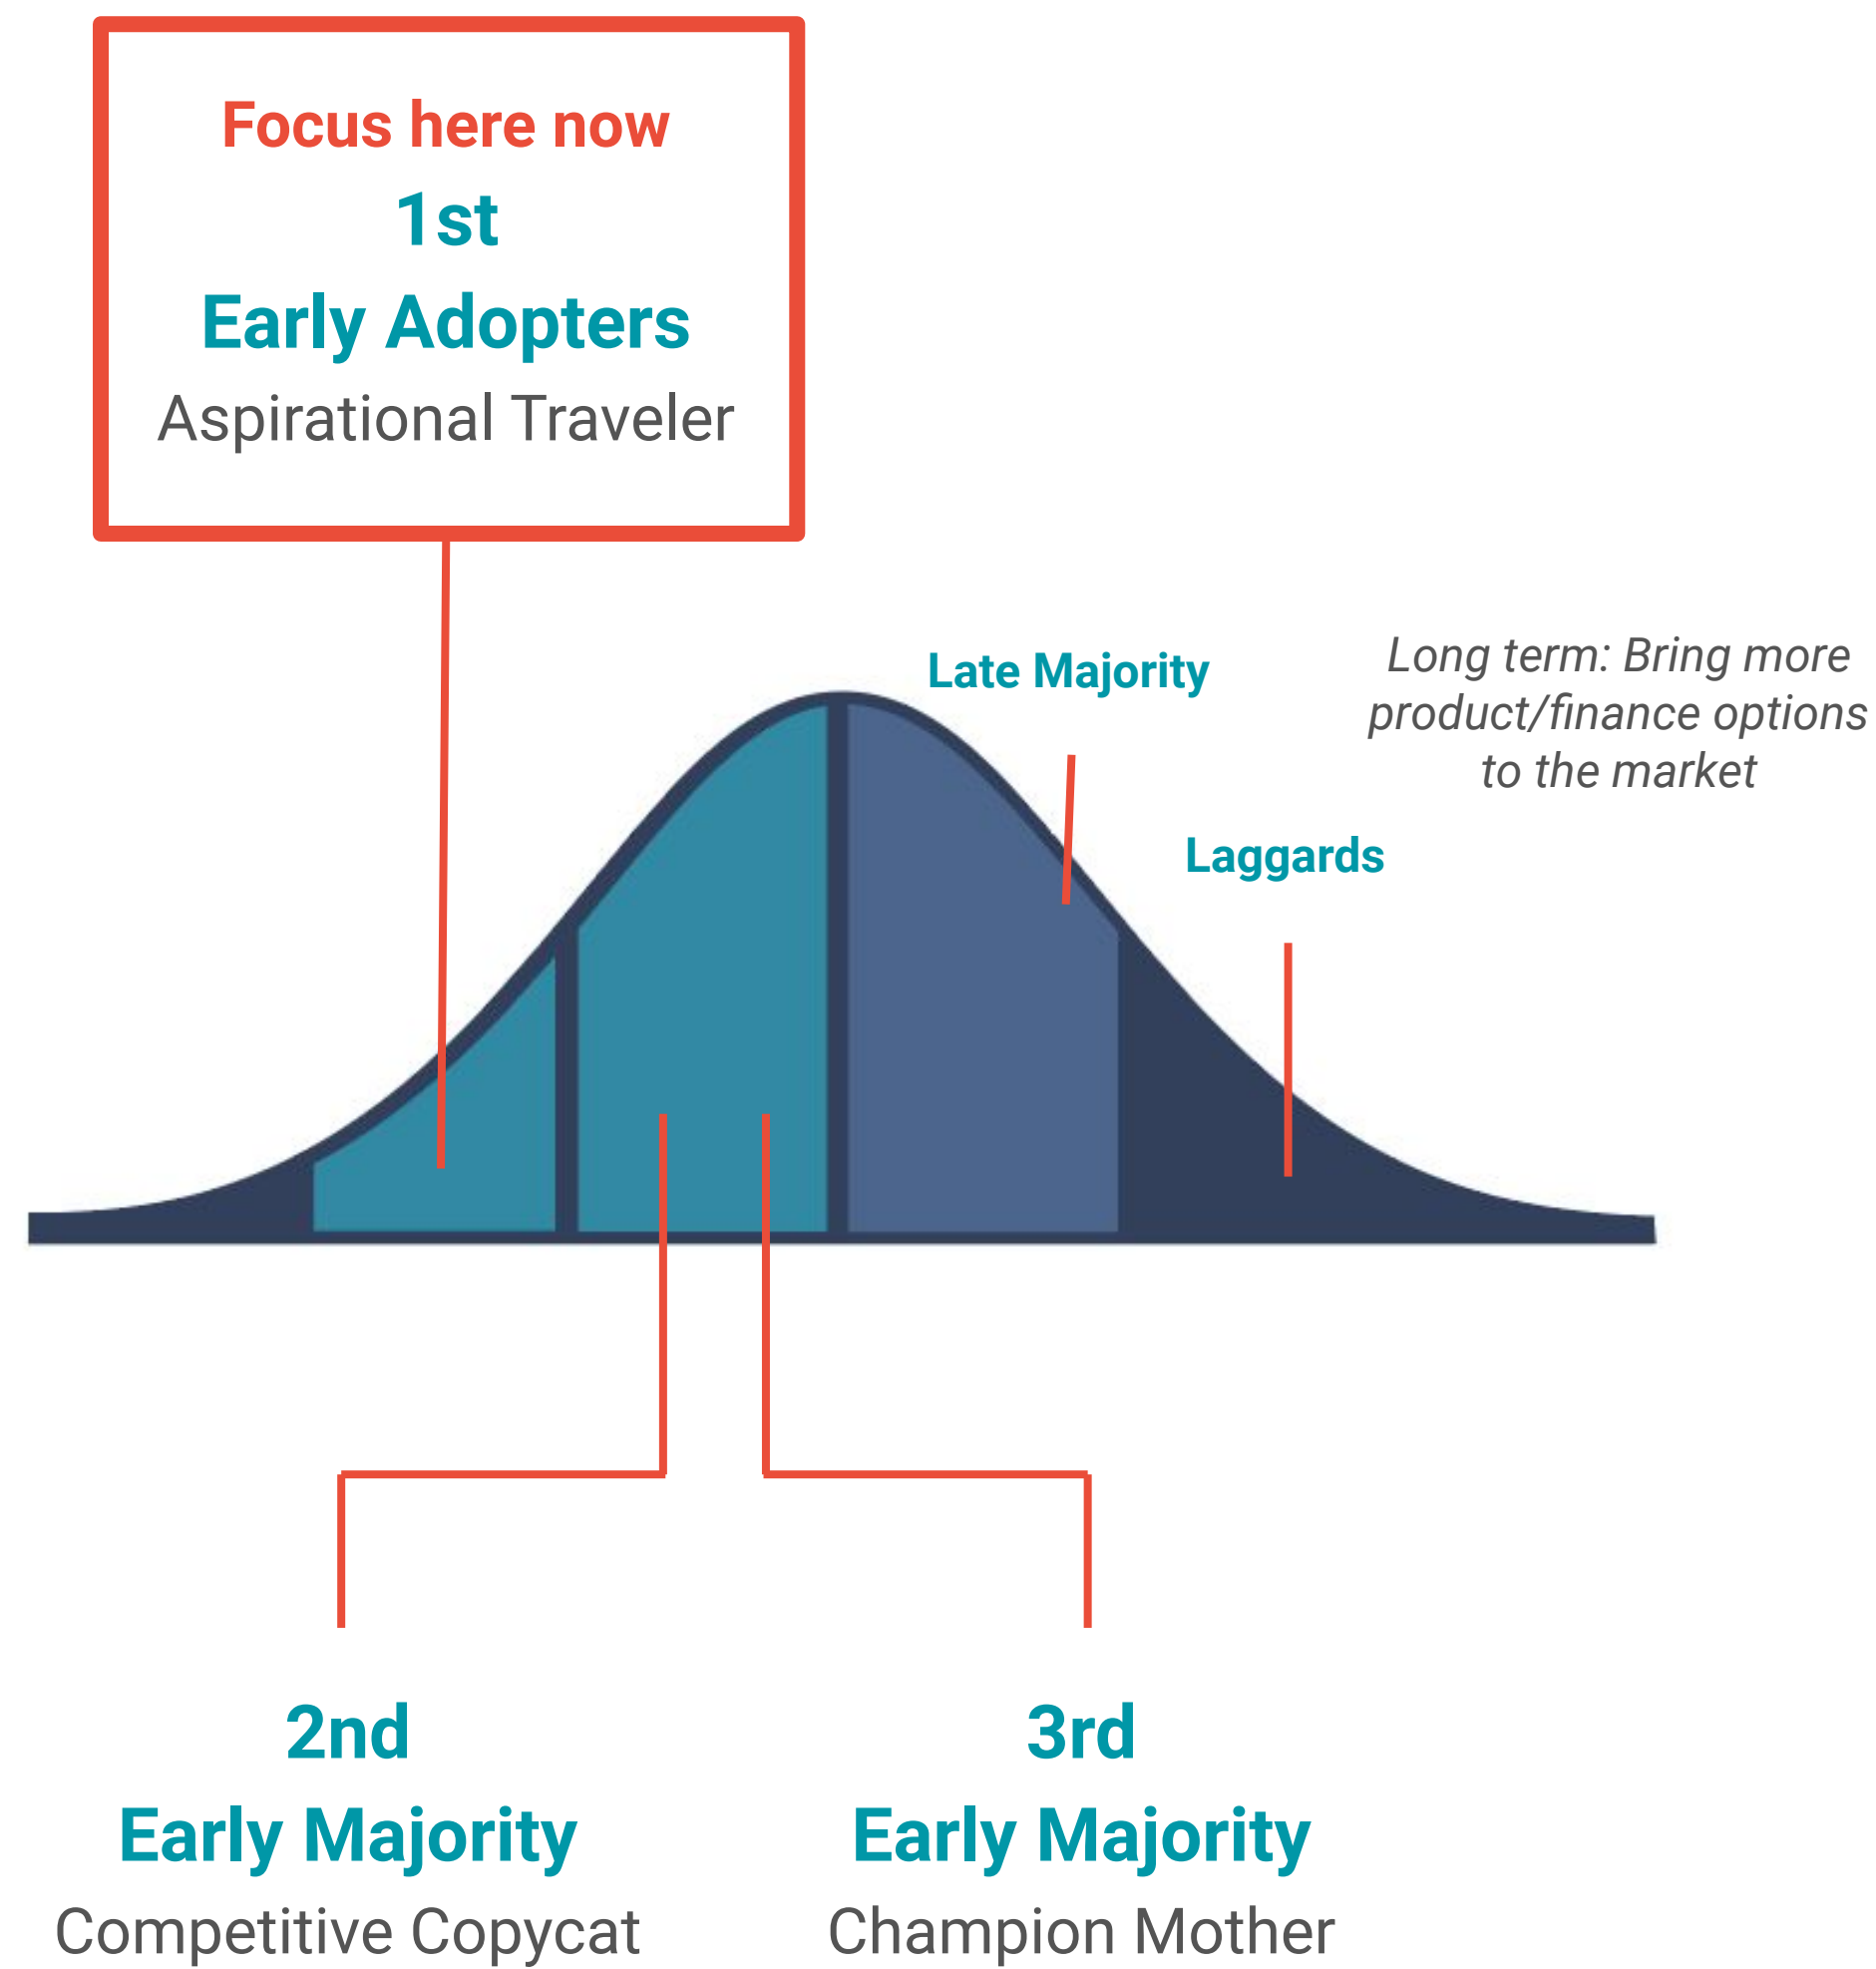 Focus here now
1st
Early Adopters
Aspirational Traveler
Late Majority
Long term: Bring more
product/finance options
to the market
Laggards
2nd
Early Majority
Competitive Copycat
3rd
Early Majority
Champion Mother